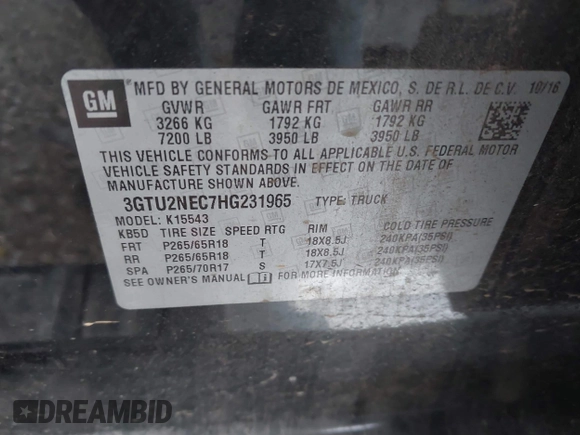 GM
MFD BY GENERAL MOTORS DE MEXICO, S. DE R.L. DE C.V. 10/16
GVWR GAWR FRT GAWR RR
3266 KG 1792 KG 1792 KG
7200 LB 3950 LB 3950 LB
THIS VEHICLE CONFORMS TO ALL APPLICABLE U.S. FEDERAL MOTOR
VEHICLE SAFETY STANDARDS IN EFFECT ON THE DATE OF
MANUFACTURE SHOWN ABOVE.
3GTU2NEC7HG231965 TYPE: TRUCK
MODEL: K15543
KB5D TIRE SIZE SPEED RTG RIM COLD TIRE PRESSURE
FRT P265/65R18 T 18X8.5J 240KPA(35PSI)
RR P265/65R18 T 18X8.5J 240KPA(35PSI)
SPA P265/70R17 S 17X7.5J 240KPA(35PSI)
SEE OWNER'S MANUAL FOR MORE INFORMATION.
DREAMBID